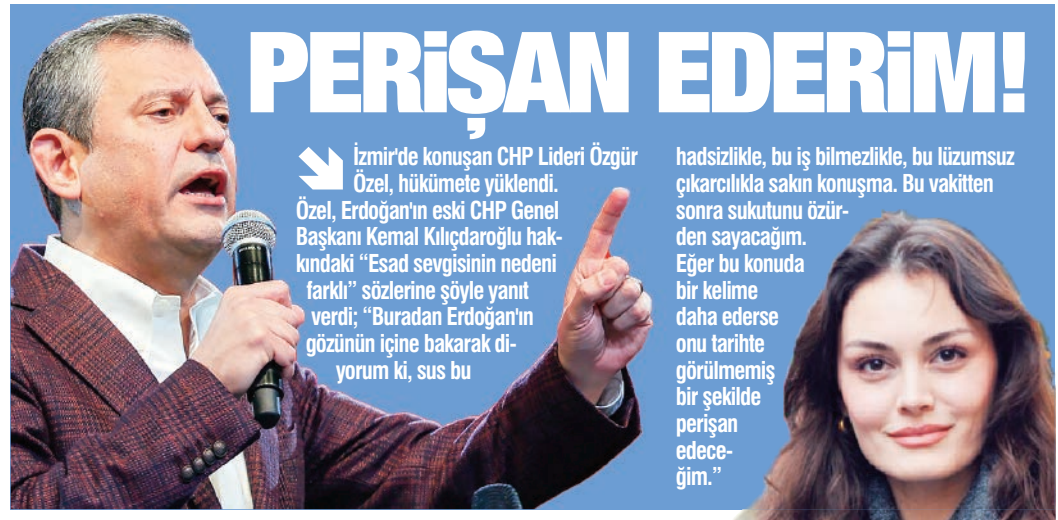 PERİŞAN EDERİM!
İzmir'de konuşan CHP Lideri Özgür
Özel, hükümete yüklendi.
Özel, Erdoğan'ın eski CHP Genel
Başkanı Kemal Kılıçdaroğlu hak-
kındaki “Esad sevgisinin nedeni
farklı” sözlerine şöyle yanıt
verdi; “Buradan Erdoğan'ın
gözünün içine bakarak di-
yorum ki, sus bu
hadsizlikle, bu iş bilmezlikle, bu lüzumsuz
çıkarcılıkla sakın konuşma. Bu vakitten
sonra sukutunu özür-
den sayacağım.
Eğer bu konuda
bir kelime
daha ederse
onu tarihte
görülmemiş
bir şekilde
perişan
edece-
ğim.”